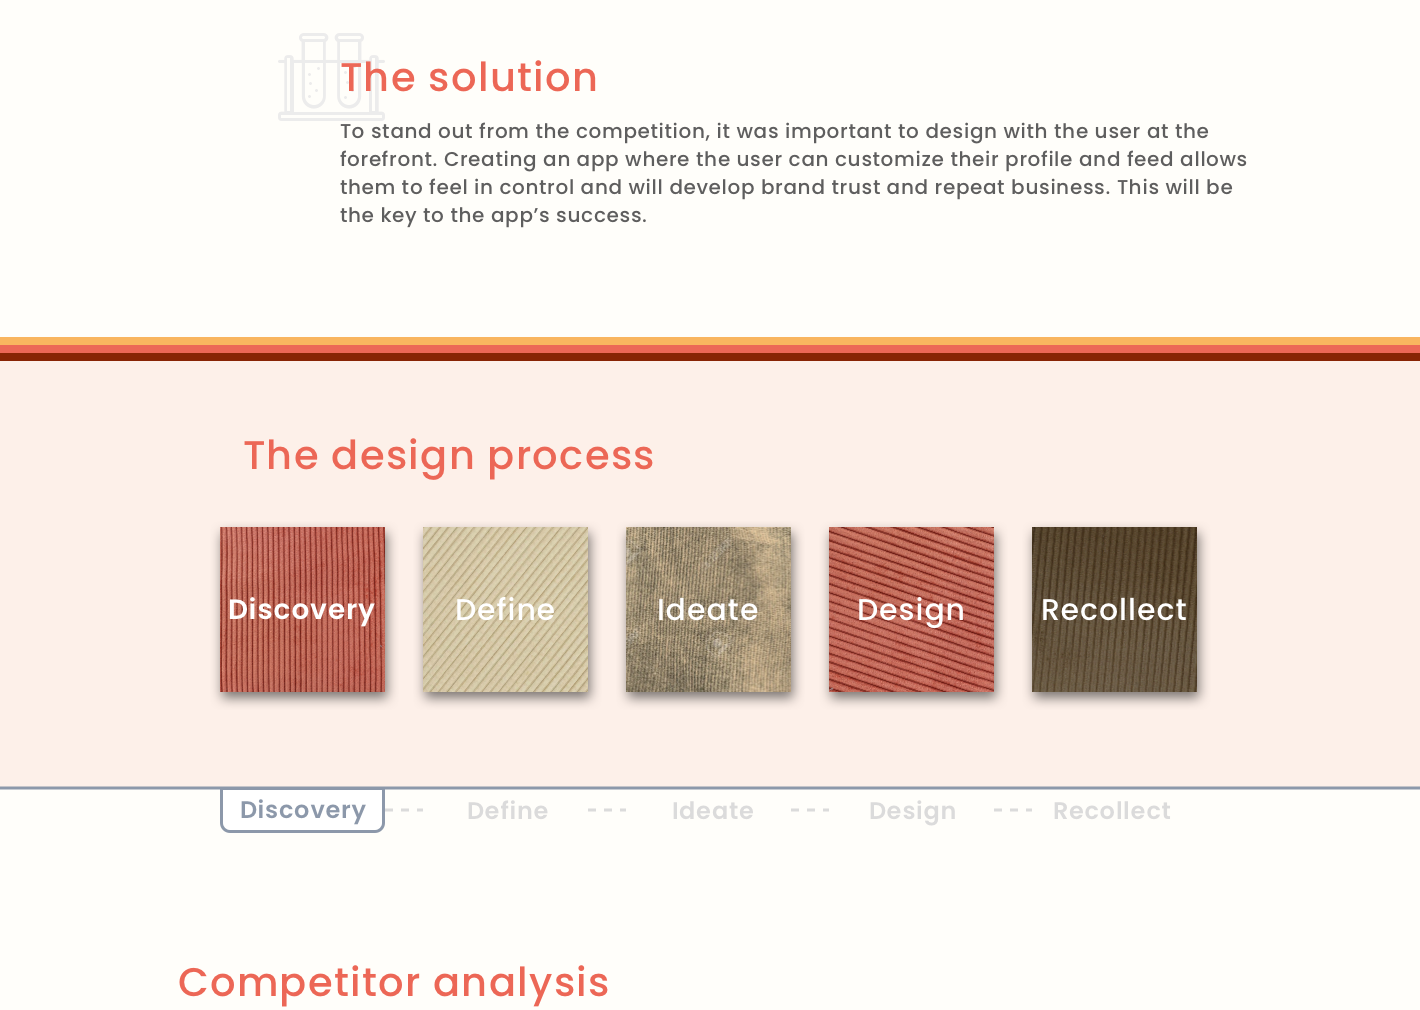 The solution
To stand out from the competition, it was important to design with the user at the
forefront. Creating an app where the user can customize their profile and feed allows
them to feel in control and will develop brand trust and repeat business. This will be
the key to the app’s success.
The design process
Discovery Define Ideate Design Recollect
Discovery --- Define --- Ideate --- Design --- Recollect
Competitor analysis